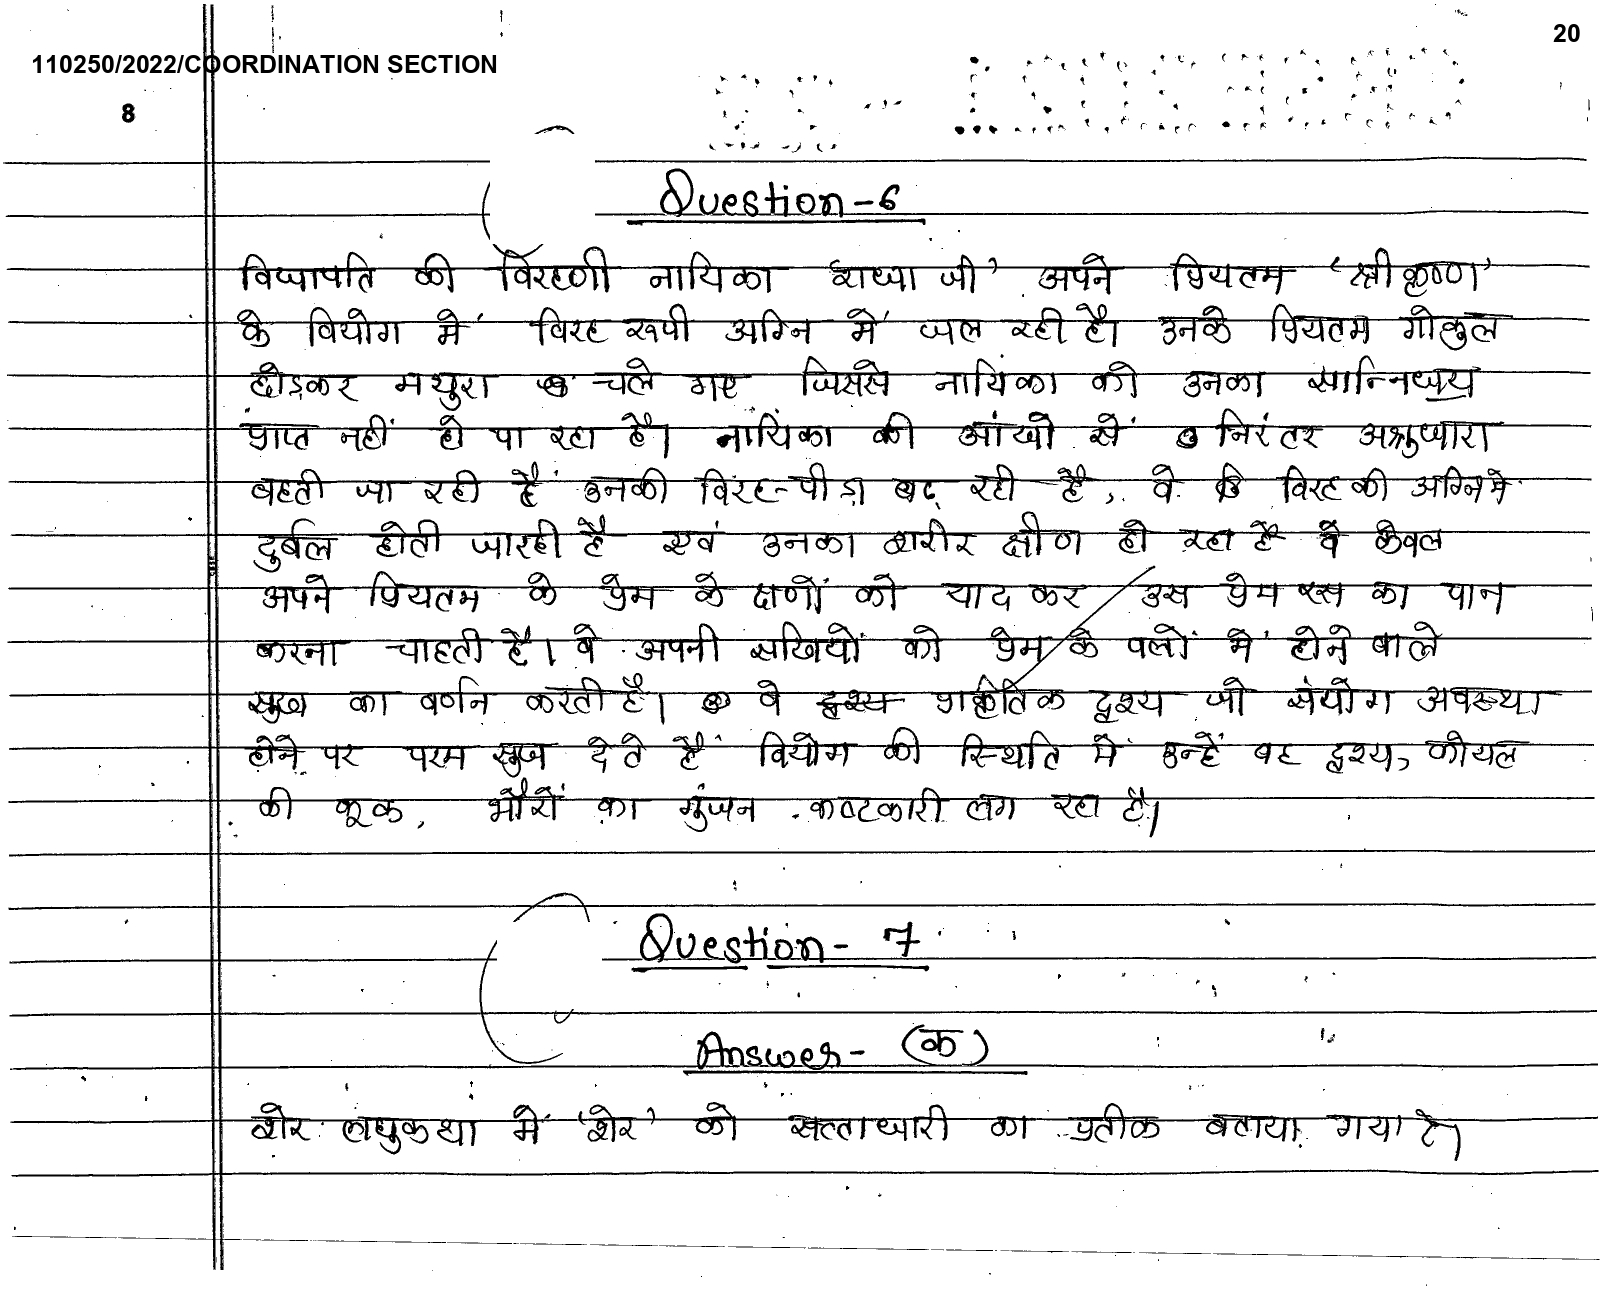 20
110250/2022/COORDINATION SECTION
8
Question-6
विद्यापति की विरहणी नायिका 'राधा जी' अपने प्रियतम 'श्रीकृष्ण'
के वियोग में विरह रूपी अग्नि में जल रही है। उनके प्रियतम गोकुल
छोड़कर मथुरा चले गए जिससे नायिका को उनका सान्निध्य
प्राप्त नहीं हो पा रहा है। नायिका की आंखो से निरंतर अश्रुधारा
बहती जा रही है उनकी विरह-पीड़ा बढ़ रही है, वे विरह की अग्नि में
दुर्बल होती जा रही है एवं उनका शरीर क्षीण हो रहा है वे केवल
अपने प्रियतम के प्रेम के क्षणों को याद कर उस प्रेम रस का पान
करना चाहती है। वे अपनी सखियों को प्रेम के पलों में होने वाले
सुख का वर्णन करती है। वे दृश्य प्राकृतिक दृश्य जो संयोग अवस्था
होने पर परम सुख देते हैं वियोग की स्थिति में उन्हें वह दृश्य, कोयल
की कूक, भौरों का गुंजन कष्टकारी लग रहा है।
Question- 7
Answer- (क)
शेर लघुकथा में 'शेर' को सत्ताधारी का प्रतीक बताया गया है।